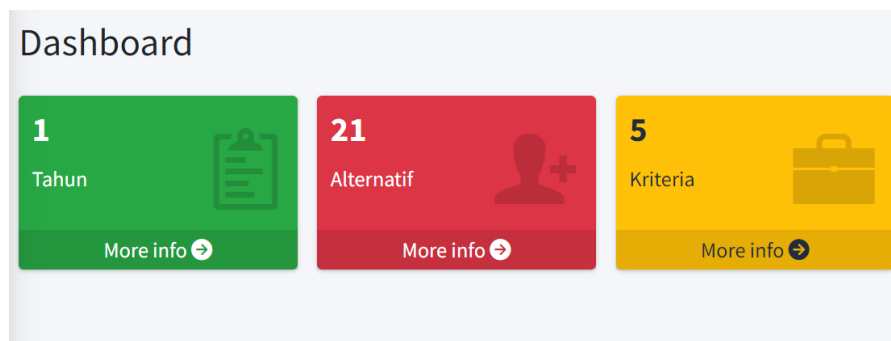 Dashboard
1
Tahun
More info
21
Alternatif
More info
5
Kriteria
More info